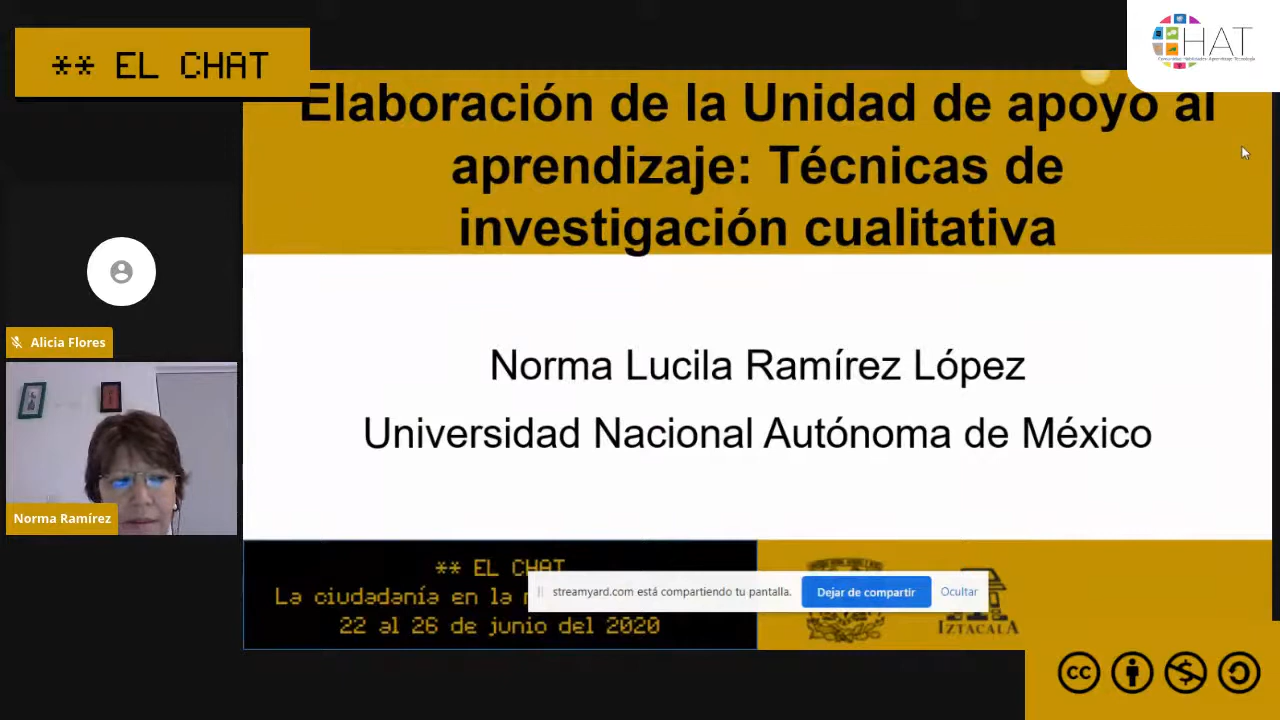 ** EL CHAT
HAT
Elaboración de la Unidad de apoyo al
aprendizaje: Técnicas de
investigación cualitativa
Alicia Flores
Norma Lucila Ramírez López
Universidad Nacional Autónoma de México
Norma Ramírez
** EL CHAT
La ciudadanía en la
22 al 26 de junio del 2020
streamyard.com está compartiendo tu pantalla.
Dejar de compartir
Ocultar
IZTACALA
cc